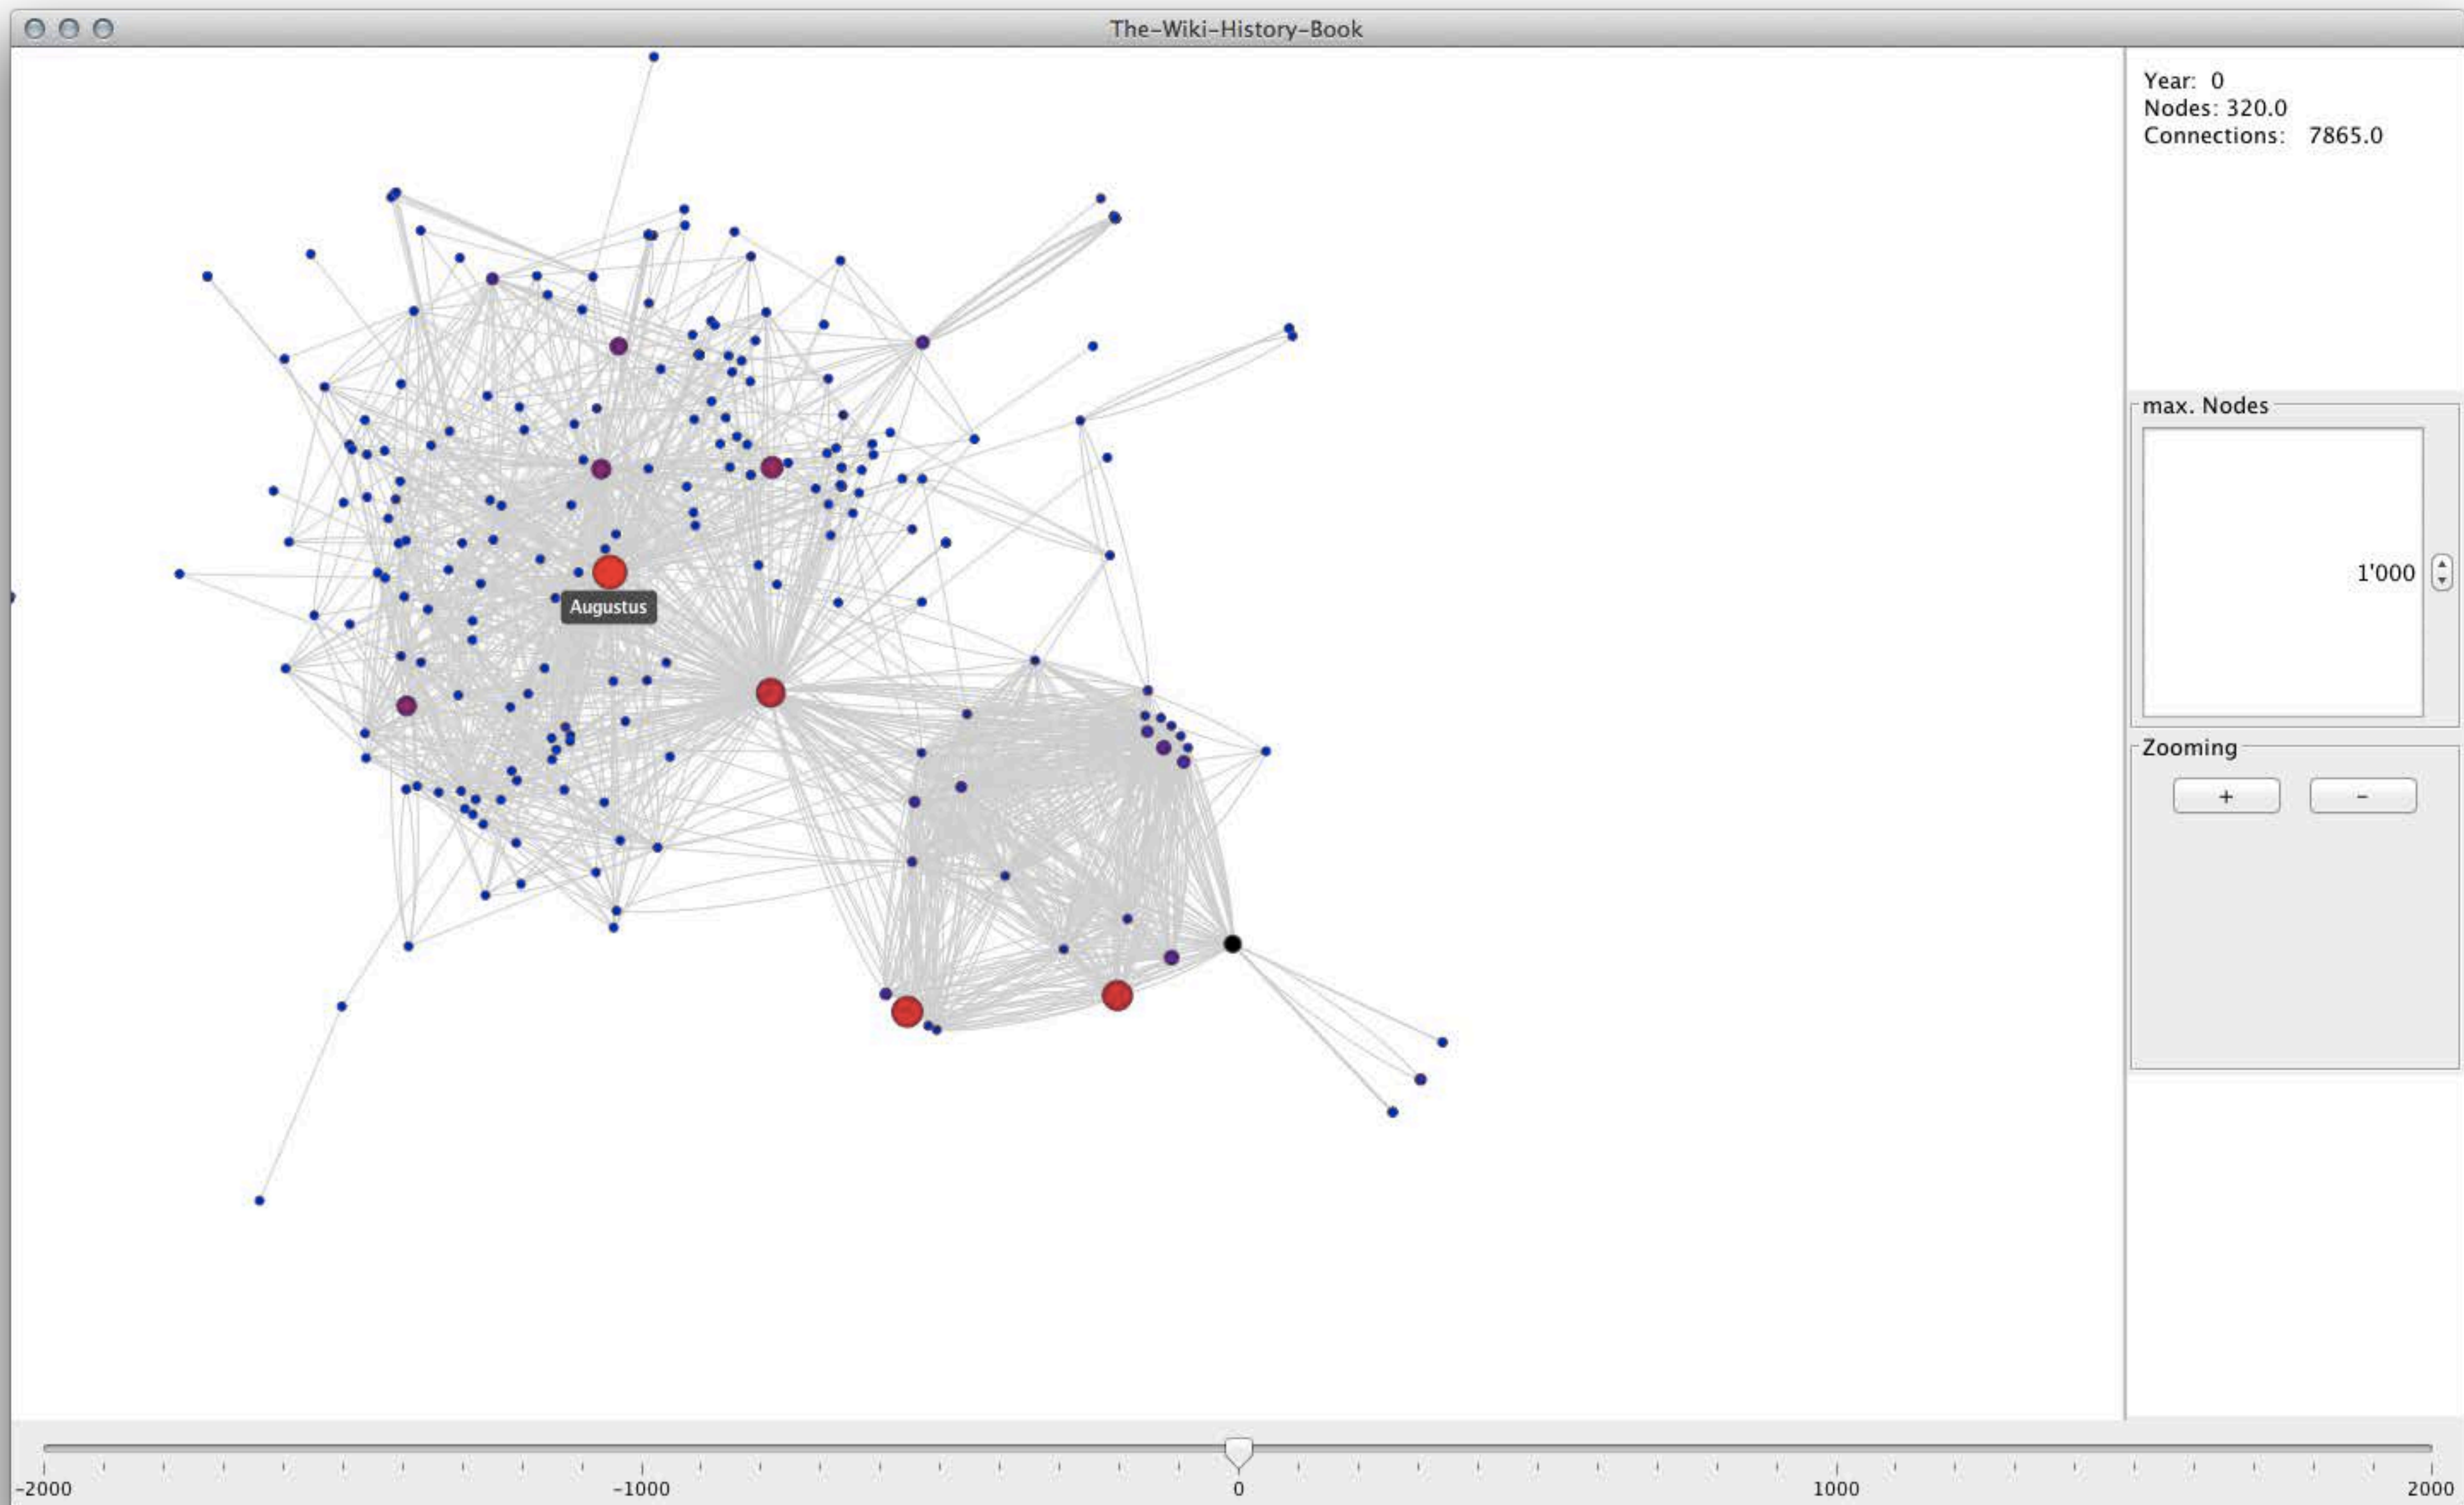 The-Wiki-History-Book
Year: 0
Nodes: 320.0
Connections: 7865.0
max. Nodes
1'000
Zooming
+ -
Augustus
-2000 -1000 0 1000 2000